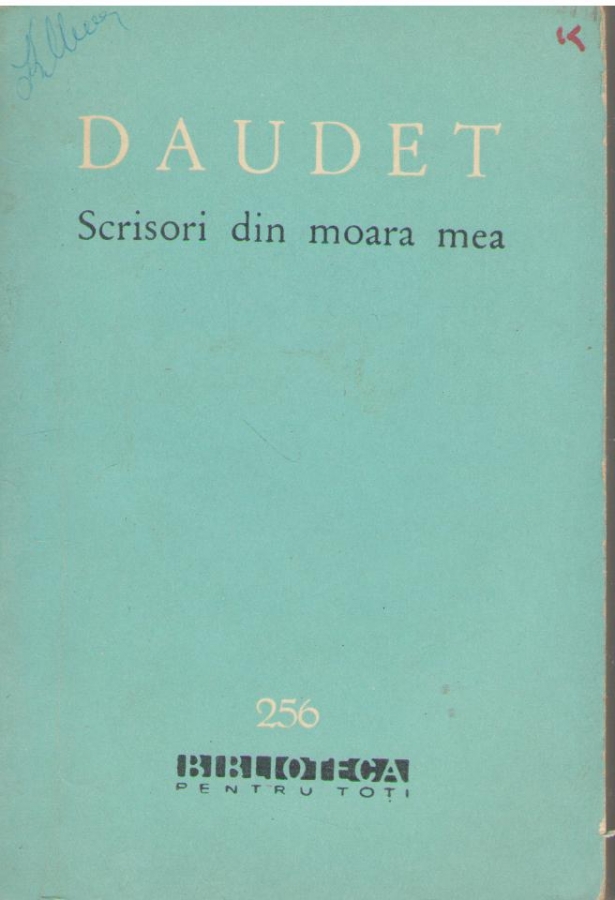 K
DAUDET
Scrisori din moara mea
256
BIBLIOTECA
PENTRU TOȚI